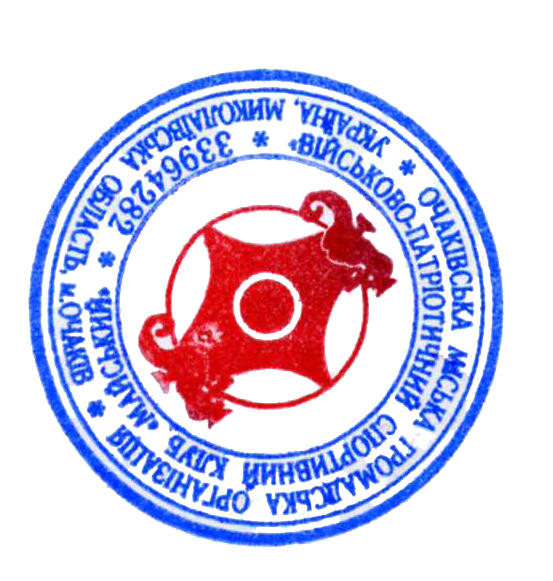 * УКРАЇНА, МИКОЛАЇВСЬКА ОБЛАСТЬ, м.ОЧАКІВ *
ОЧАКІВСЬКА МІСЬКА ГРОМАДСЬКА ОРГАНІЗАЦІЯ
"ВІЙСЬКОВО-ПАТРІОТИЧНИЙ СПОРТИВНИЙ КЛУБ "МАЙСЬКИЙ"
* 33964282 *